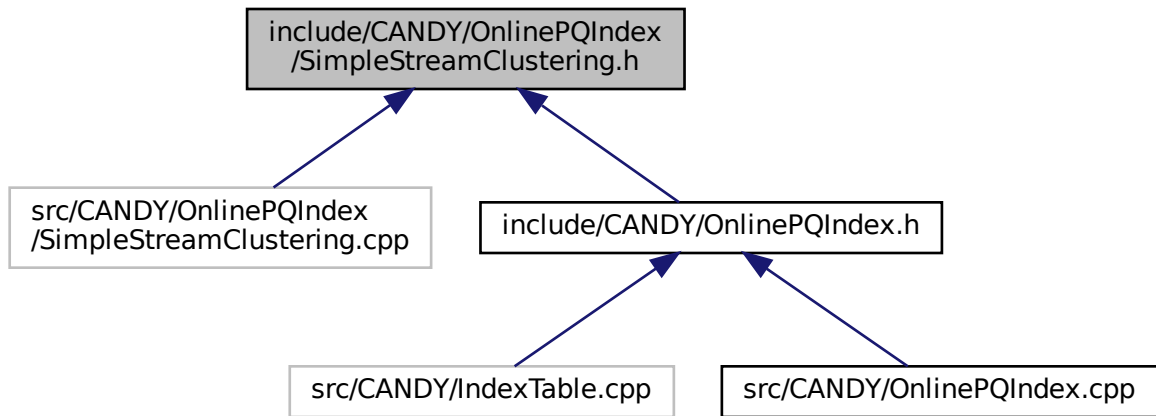 include/CANDY/OnlinePQIndex
/SimpleStreamClustering.h
src/CANDY/OnlinePQIndex
/SimpleStreamClustering.cpp
include/CANDY/OnlinePQIndex.h
src/CANDY/IndexTable.cpp
src/CANDY/OnlinePQIndex.cpp